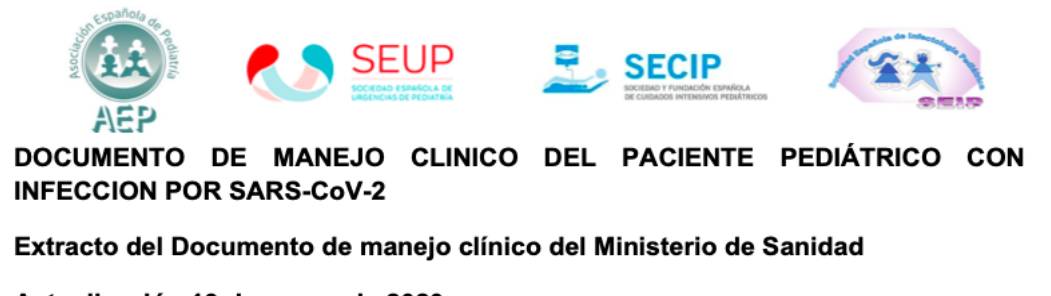 Asociación Española de Pediatría
AEP
SEUP
SOCIEDAD ESPAÑOLA DE
URGENCIAS DE PEDIATRÍA
SECIP
SOCIEDAD Y FUNDACIÓN ESPAÑOLA
DE CUIDADOS INTENSIVOS PEDIÁTRICOS
Sociedad Española de Infectología Pediátrica
SEIP
DOCUMENTO DE MANEJO CLINICO DEL PACIENTE PEDIÁTRICO CON
INFECCION POR SARS-CoV-2
Extracto del Documento de manejo clínico del Ministerio de Sanidad